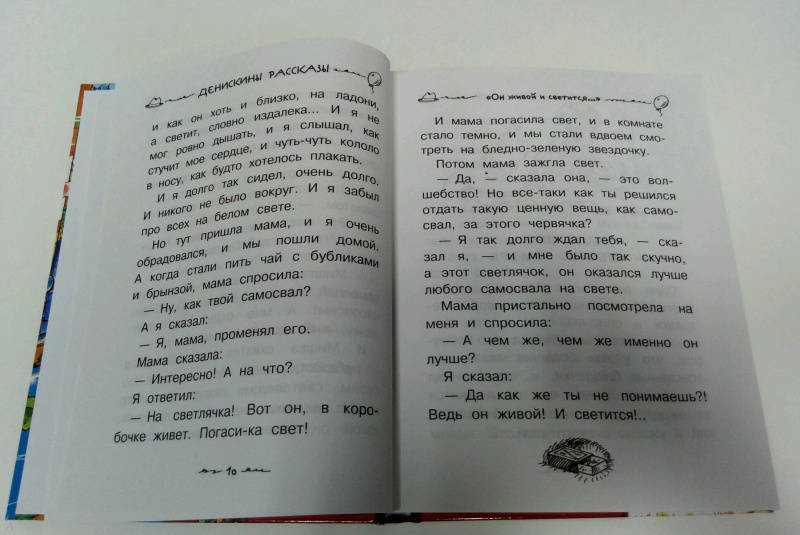 ДЕНИСКИНЫ РАССКАЗЫ
и как он хоть и близко, на ладони,
а светит, словно издалека... И я не
мог ровно дышать, и я слышал, как
стучит мое сердце, и чуть-чуть кололо
в носу, как будто хотелось плакать.
И я долго так сидел, очень долго.
И никого не было вокруг. И я забыл
про всех на белом свете.
Но тут пришла мама, и я очень
обрадовался, и мы пошли домой.
А когда стали пить чай с бубликами
и брынзой, мама спросила:
— Ну, как твой самосвал?
А я сказал:
— Я, мама, променял его.
Мама сказала:
— Интересно! А на что?
Я ответил:
— На светлячка! Вот он, в коро-
бочке живет. Погаси-ка свет!
10
«Он живой и светится...»
И мама погасила свет, и в комнате
стало темно, и мы стали вдвоем смо-
треть на бледно-зеленую звездочку.
Потом мама зажгла свет.
— Да, — сказала она, — это вол-
шебство! Но все-таки как ты решился
отдать такую ценную вещь, как само-
свал, за этого червячка?
— Я так долго ждал тебя, — ска-
зал я, — и мне было так скучно,
а этот светлячок, он оказался лучше
любого самосвала на свете.
Мама пристально посмотрела на
меня и спросила:
— А чем же, чем же именно он
лучше?
Я сказал:
— Да как же ты не понимаешь?!
Ведь он живой! И светится!..